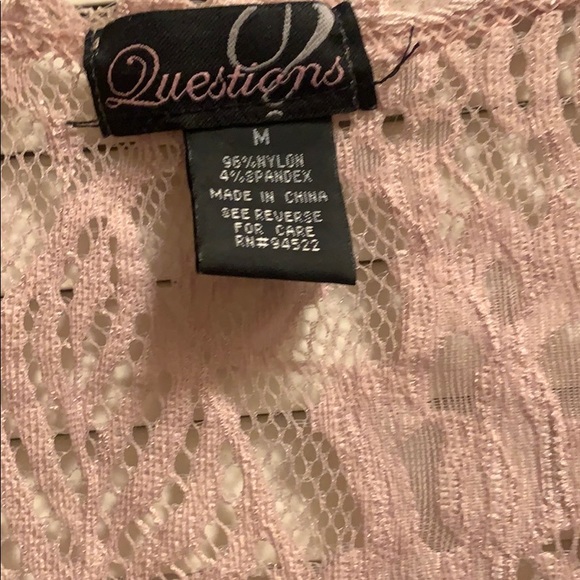 Questions
M
96%NYLON
4%SPANDEX
MADE IN CHINA
SEE REVERSE
FOR CARE
RN#94522